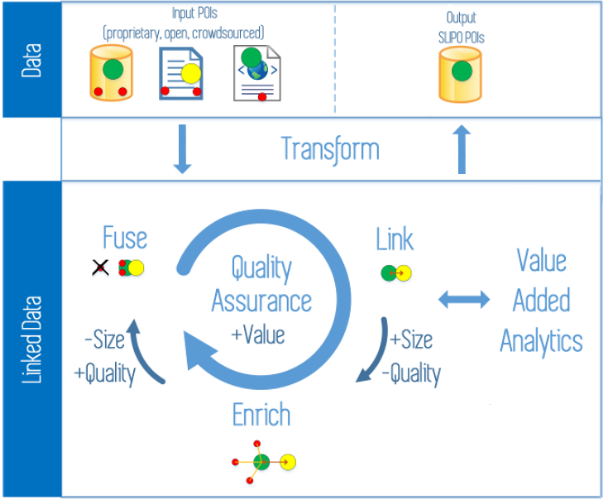 Data
Input POIs
(proprietary, open, crowdsourced)
Output
SLIPO POIs
Transform
Linked Data
Fuse
Link
Quality
Assurance
+Value
Value
Added
Analytics
-Size
+Quality
+Size
-Quality
Enrich